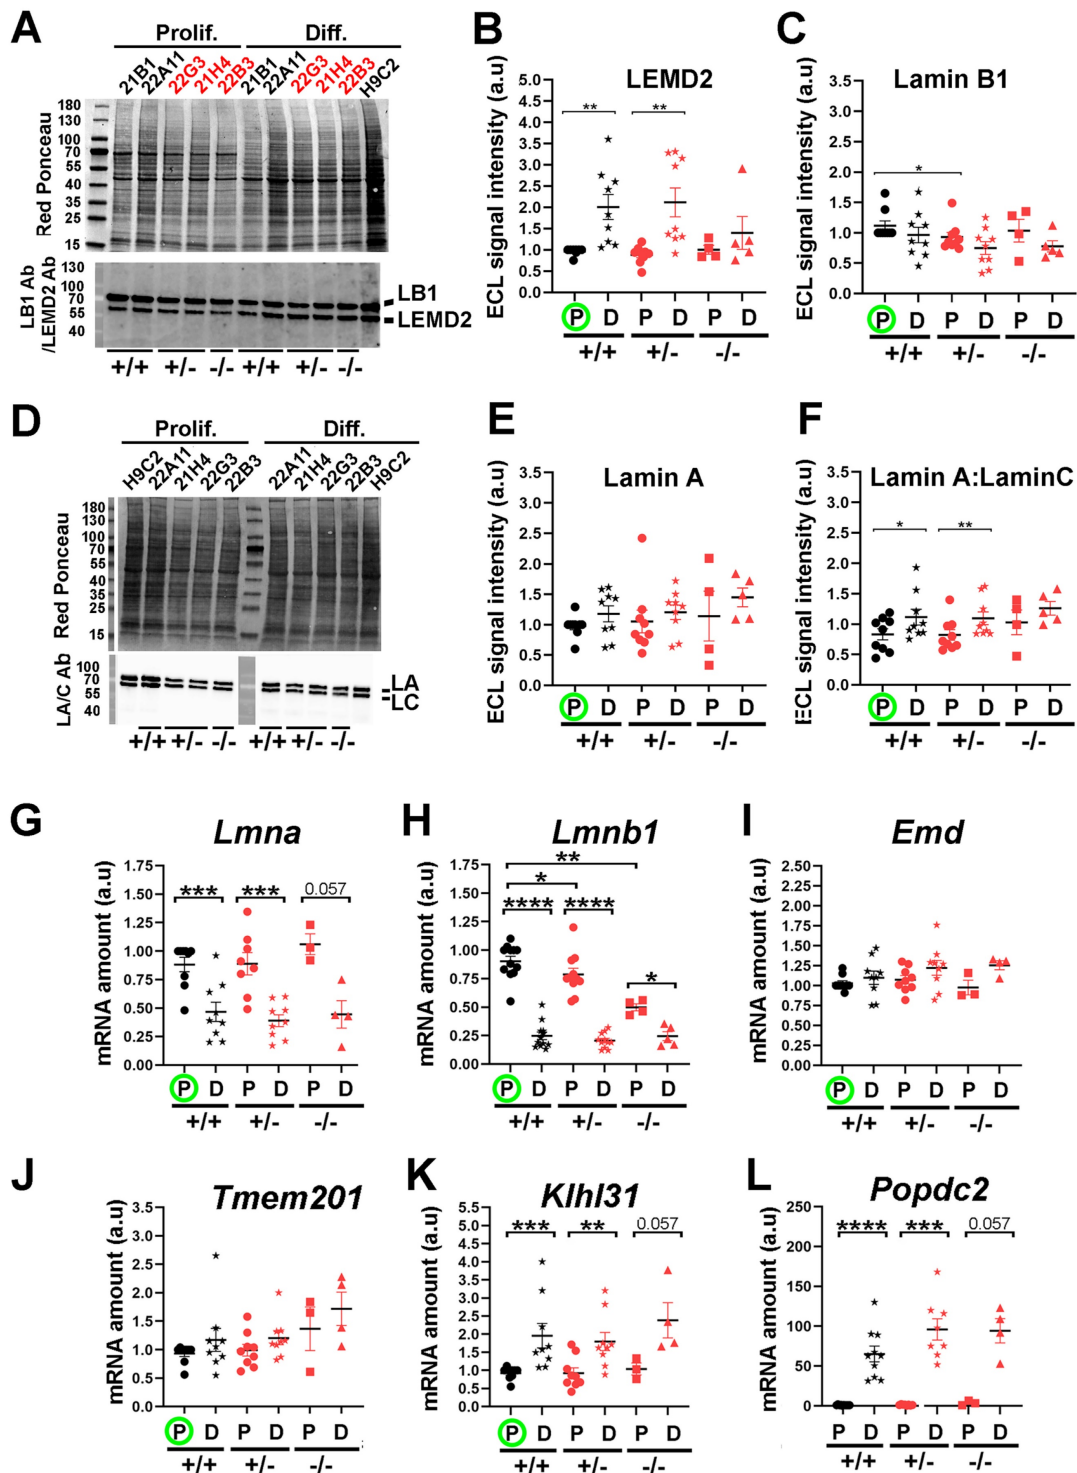 A
Prolif. Diff.
21B1 22A11 22G3 21H4 22B3 21B1 22A11 22G3 21H4 22B3 H9C2
Red Ponceau
180
130
100
70
55
40
35
25
15
LB1 Ab
/LEMD2 Ab
130
100
70
55
40
LB1
LEMD2
+/+ +/- -/- +/+ +/- -/-
B
LEMD2
ECL signal intensity (a.u)
5.0
4.5
4.0
3.5
3.0
2.5
2.0
1.5
1.0
0.5
0.0
** **
P D P D P D
+/+ +/- -/-
C
Lamin B1
ECL signal intensity (a.u)
3.5
3.0
2.5
2.0
1.5
1.0
0.5
0.0
*
P D P D P D
+/+ +/- -/-
D
Prolif. Diff.
H9C2 22A11 21H4 22G3 22B3 22A11 21H4 22G3 22B3 H9C2
Red Ponceau
180
130
100
70
55
40
35
25
15
LA/C Ab
100
70
55
40
LA
LC
+/+ +/- -/- +/+ +/- -/-
E
Lamin A
ECL signal intensity (a.u)
3.5
3.0
2.5
2.0
1.5
1.0
0.5
0.0
P D P D P D
+/+ +/- -/-
F
Lamin A:LaminC
ECL signal intensity (a.u)
3.5
3.0
2.5
2.0
1.5
1.0
0.5
0.0
* **
P D P D P D
+/+ +/- -/-
G
Lmna
mRNA amount (a.u)
1.75
1.50
1.25
1.00
0.75
0.50
0.25
0.00
*** *** 0.057
P D P D P D
+/+ +/- -/-
H
Lmnb1
mRNA amount (a.u)
1.75
1.50
1.25
1.00
0.75
0.50
0.25
0.00
**
*
**** ****
*
P D P D P D
+/+ +/- -/-
I
Emd
mRNA amount (a.u)
2.50
2.25
2.00
1.75
1.50
1.25
1.00
0.75
0.50
0.25
0.00
P D P D P D
+/+ +/- -/-
J
Tmem201
mRNA amount (a.u)
3.5
3.0
2.5
2.0
1.5
1.0
0.5
0.0
P D P D P D
+/+ +/- -/-
K
Klhl31
mRNA amount (a.u)
5.5
5.0
4.5
4.0
3.5
3.0
2.5
2.0
1.5
1.0
0.5
0.0
*** ** 0.057
P D P D P D
+/+ +/- -/-
L
Popdc2
mRNA amount (a.u)
250
200
150
100
50
0
**** *** 0.057
P D P D P D
+/+ +/- -/-